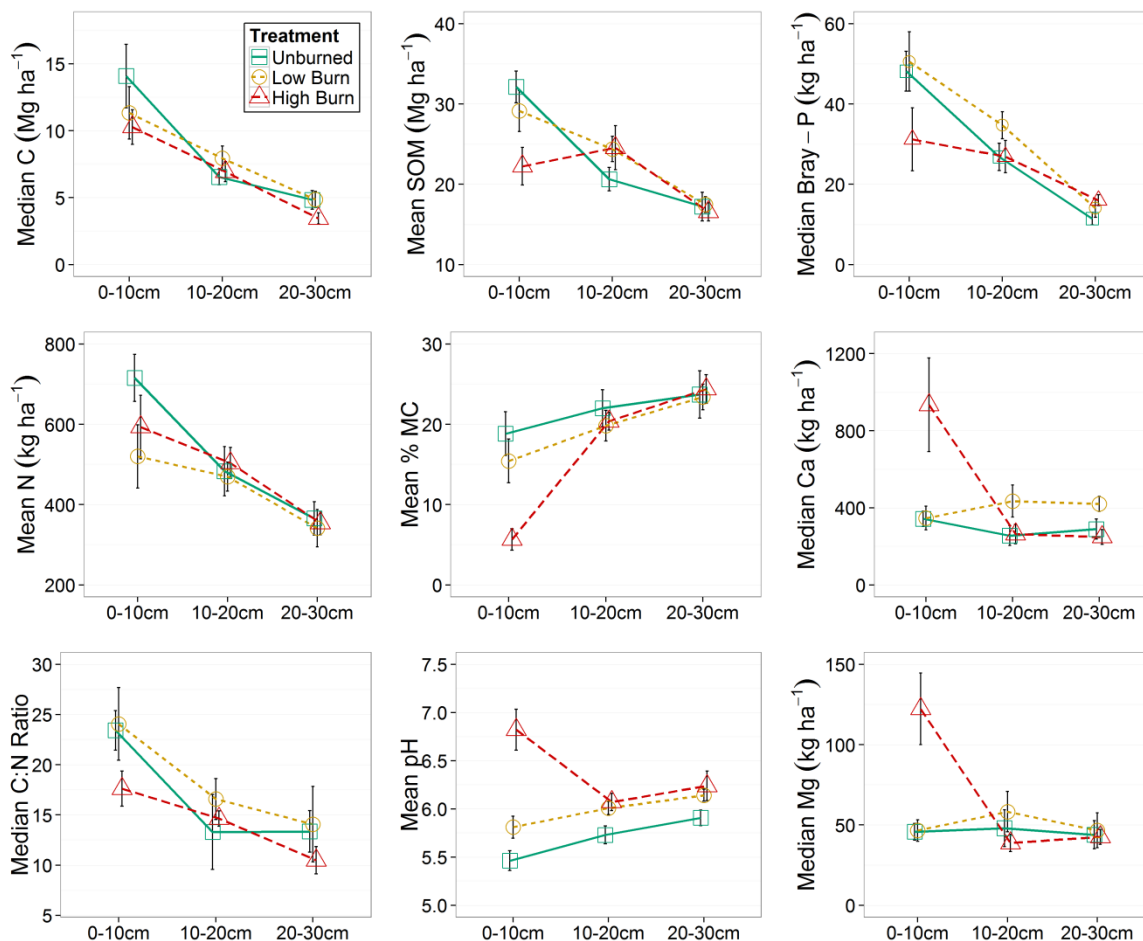 Median C (Mg ha⁻¹)
15
10
5
0
0-10cm 10-20cm 20-30cm
Treatment
Unburned
Low Burn
High Burn
Mean SOM (Mg ha⁻¹)
40
30
20
10
0-10cm 10-20cm 20-30cm
Median Bray – P (kg ha⁻¹)
60
40
20
0
0-10cm 10-20cm 20-30cm
Mean N (kg ha⁻¹)
800
600
400
200
0-10cm 10-20cm 20-30cm
Mean % MC
30
20
10
0
0-10cm 10-20cm 20-30cm
Median Ca (kg ha⁻¹)
1200
800
400
0
0-10cm 10-20cm 20-30cm
Median C:N Ratio
30
25
20
15
10
5
0-10cm 10-20cm 20-30cm
Mean pH
7.5
7.0
6.5
6.0
5.5
5.0
0-10cm 10-20cm 20-30cm
Median Mg (kg ha⁻¹)
150
100
50
0
0-10cm 10-20cm 20-30cm